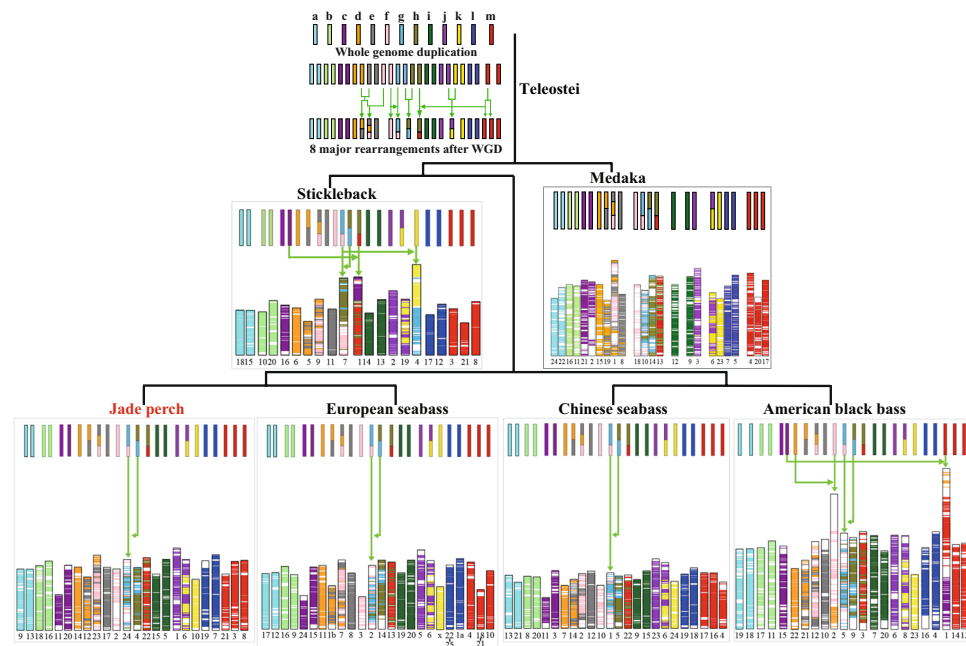 a b c d e f g h i j k l m
Whole genome duplication
Teleostei
8 major rearrangements after WGD
Stickleback
Medaka
1815 1020 16 6 5 9 11 7 114 13 2 19 4 17 12 3 21 8
24 22 16 11 21 2 15 19 1 8 18 10 14 13 12 9 3 6 23 7 5 4 20 17
Jade perch
European seabass
Chinese seabass
American black bass
9 13 18 16 11 20 14 12 23 17 2 24 4 22 15 5 1 6 10 19 7 21 3 8
17 12 16 9 24 15 11b 7 8 3 2 14 13 19 20 5 6 x 22 25 1a 4 18 21 10
13 21 8 20 11 3 7 14 2 12 10 1 5 22 9 15 23 6 24 19 18 17 16 4
19 18 17 11 15 22 21 12 10 2 5 9 3 7 20 6 8 23 16 4 1 14